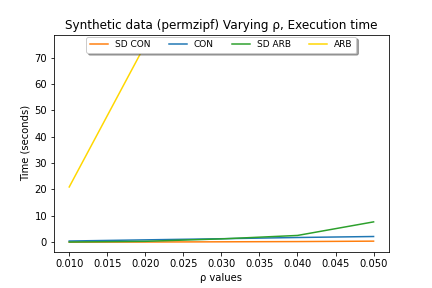 Synthetic data (permzipf) Varying ρ, Execution time
SD CON CON SD ARB ARB
Time (seconds)
70
60
50
40
30
20
10
0
0.010 0.015 0.020 0.025 0.030 0.035 0.040 0.045 0.050
ρ values